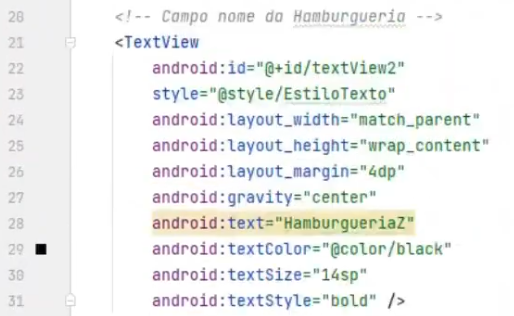 20 <!-- Campo nome da Hamburgueria -->
21 <TextView
22 android:id="@+id/textView2"
23 style="@style/EstiloTexto"
24 android:layout_width="match_parent"
25 android:layout_height="wrap_content"
26 android:layout_margin="4dp"
27 android:gravity="center"
28 android:text="HamburgueriaZ"
29 android:textColor="@color/black"
30 android:textSize="14sp"
31 android:textStyle="bold" />